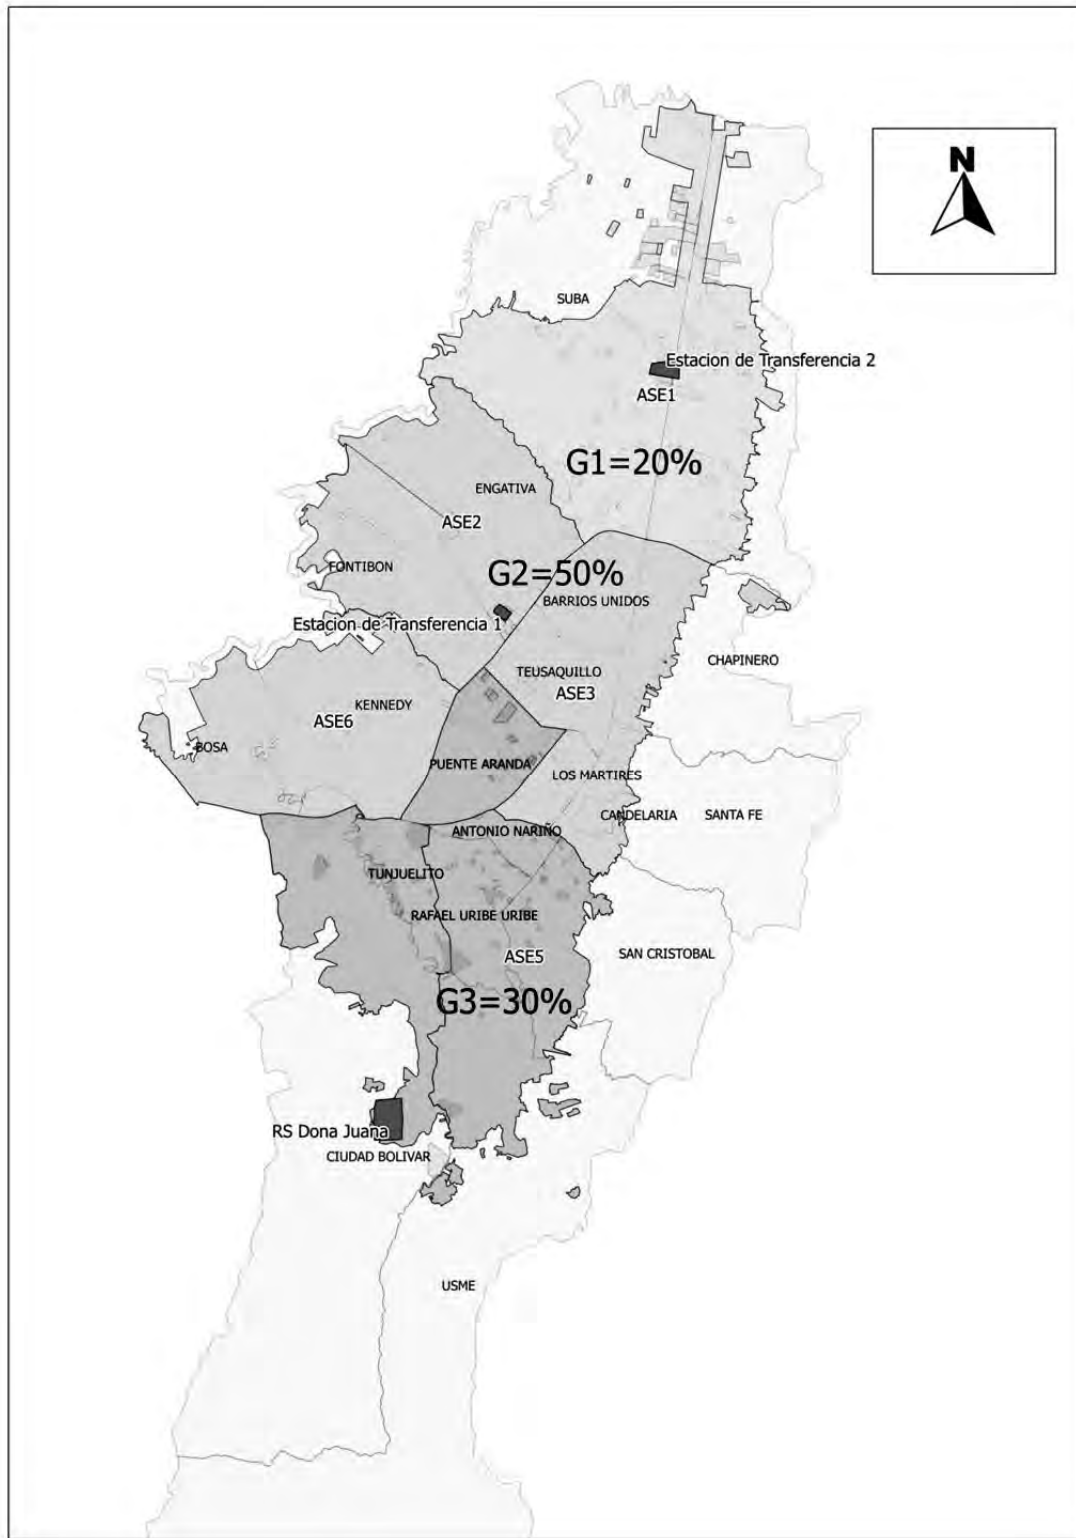 N
SUBA
Estacion de Transferencia 2
ASE1
G1=20%
ENGATIVA
ASE2
FONTIBON
G2=50%
BARRIOS UNIDOS
Estacion de Transferencia 1
CHAPINERO
TEUSAQUILLO
ASE3
KENNEDY
ASE6
BOSA
PUENTE ARANDA
LOS MARTIRES
CANDELARIA
SANTA FE
ANTONIO NARIÑO
TUNJUELITO
RAFAEL URIBE URIBE
ASE5
SAN CRISTOBAL
G3=30%
RS Dona Juana
CIUDAD BOLIVAR
USME